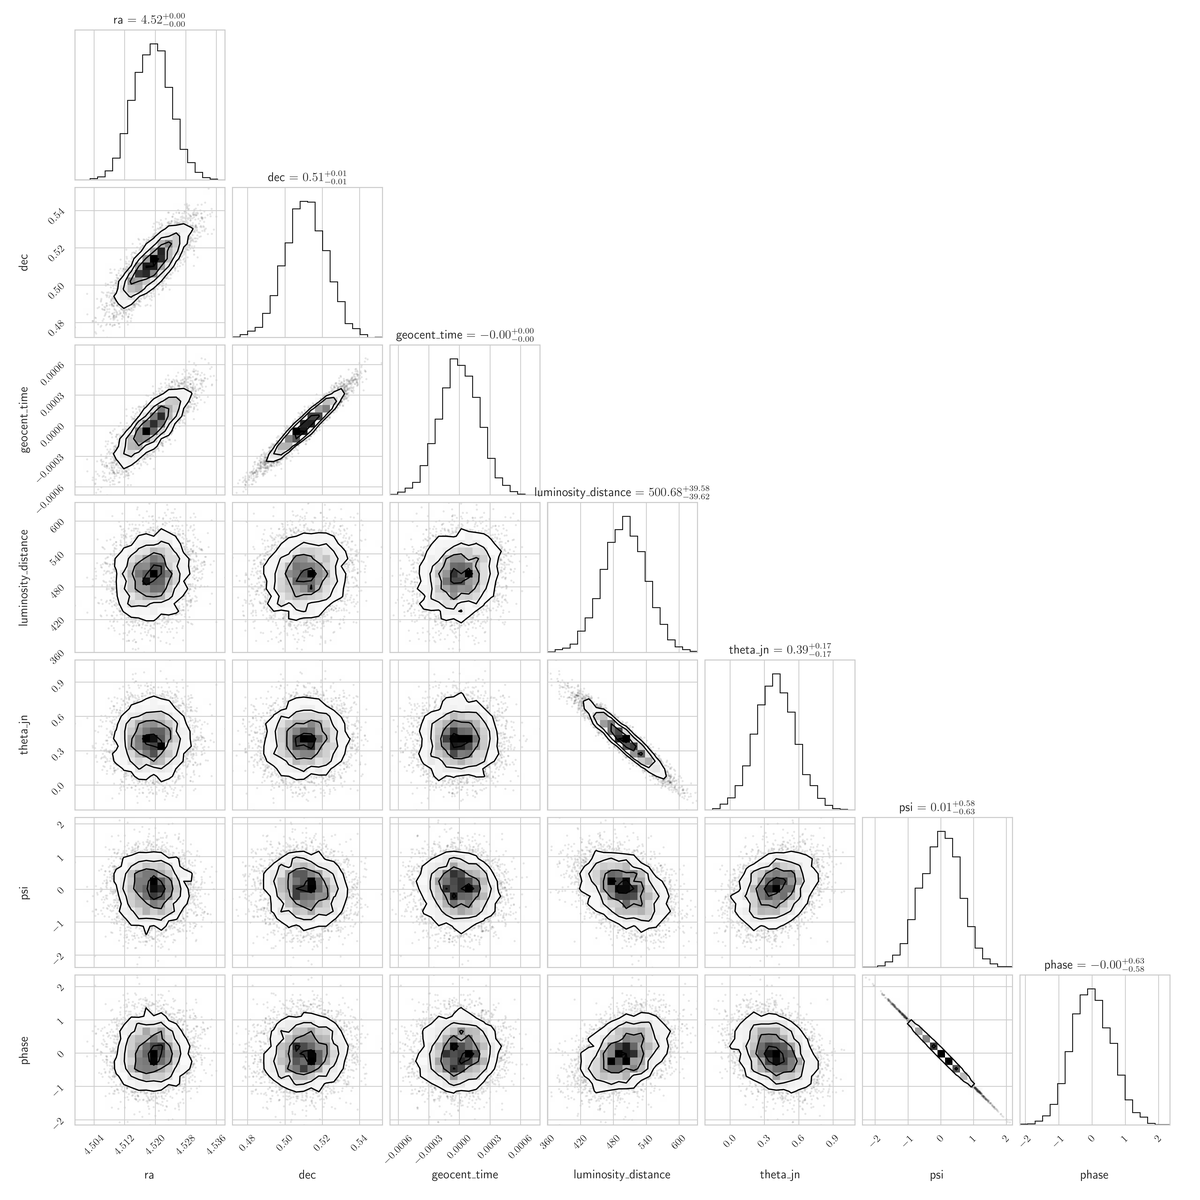 ra = 4.52+0.00−0.00
dec = 0.51+0.01−0.01
dec
0.54
0.52
0.50
0.48
geocent_time = −0.00+0.00−0.00
geocent_time
0.0006
0.0003
0.0000
−0.0003
−0.0006
luminosity_distance = 500.68+39.58−39.62
luminosity_distance
600
540
480
420
360
theta_jn = 0.39+0.17−0.17
theta_jn
0.9
0.6
0.3
0.0
psi = 0.01+0.58−0.63
psi
2
1
0
−1
−2
phase = −0.00+0.63−0.58
phase
2
1
0
−1
−2
4.504 4.512 4.520 4.528 4.536 0.48 0.50 0.52 0.54 −0.0006 −0.0003 0.0000 0.0003 0.0006 360 420 480 540 600 0.0 0.3 0.6 0.9 −2 −1 0 1 2 −2 −1 0 1 2
ra dec geocent_time luminosity_distance theta_jn psi phase